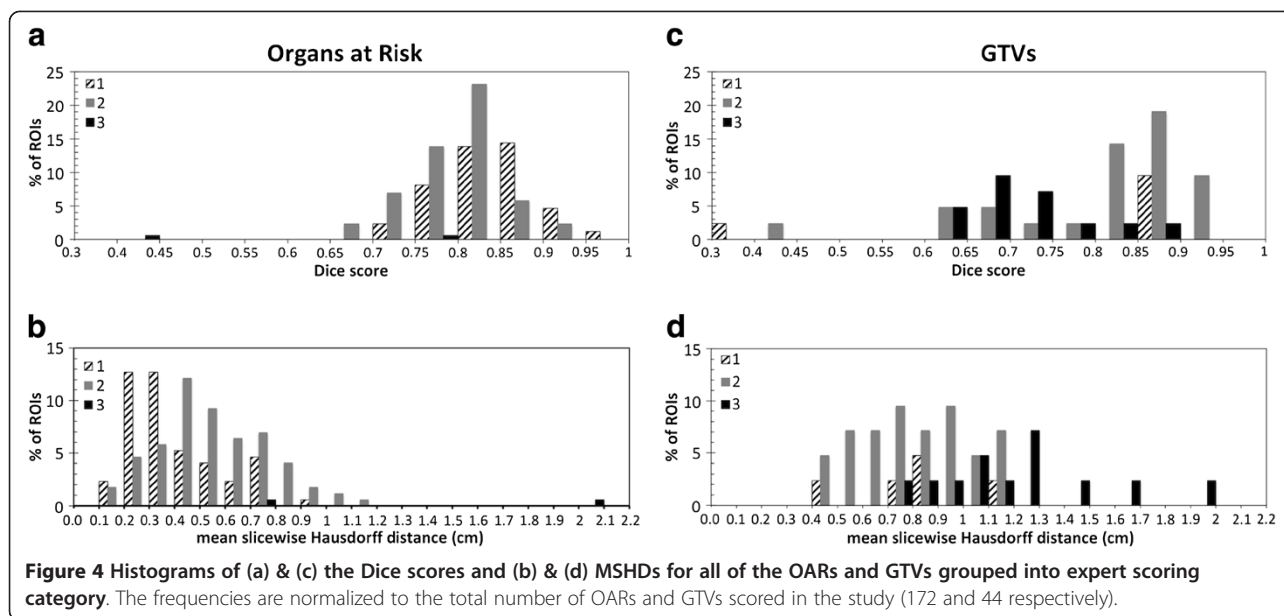 a
Organs at Risk
25
20
15
10
5
0
% of ROIs
1
2
3
0.3 0.4 0.45 0.5 0.55 0.6 0.65 0.7 0.75 0.8 0.85 0.9 0.95 1
Dice score
b
15
10
5
0
% of ROIs
1
2
3
0.0 0.1 0.2 0.3 0.4 0.5 0.6 0.7 0.8 0.9 1 1.1 1.2 1.3 1.4 1.5 1.6 1.7 1.8 1.9 2 2.1 2.2
mean slicewise Hausdorff distance (cm)
c
GTVs
25
20
15
10
5
0
% of ROIs
1
2
3
0.3 0.4 0.45 0.5 0.55 0.6 0.65 0.7 0.75 0.8 0.85 0.9 0.95 1
Dice score
d
15
10
5
0
% of ROIs
1
2
3
0.0 0.1 0.2 0.3 0.4 0.5 0.6 0.7 0.8 0.9 1 1.1 1.2 1.3 1.4 1.5 1.6 1.7 1.8 1.9 2 2.1 2.2
mean slicewise Hausdorff distance (cm)
Figure 4 Histograms of (a) & (c) the Dice scores and (b) & (d) MSHDs for all of the OARs and GTVs grouped into expert scoring
category. The frequencies are normalized to the total number of OARs and GTVs scored in the study (172 and 44 respectively).